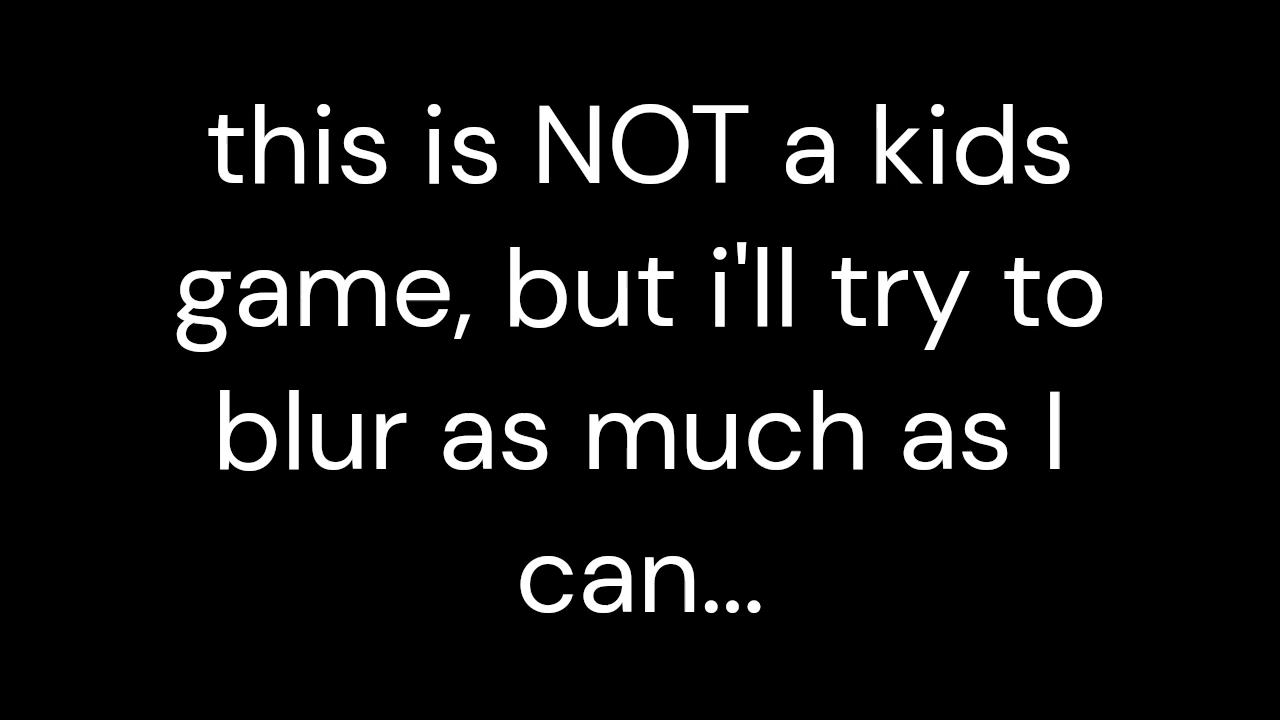 this is NOT a kids
game, but i'll try to
blur as much as I
can...